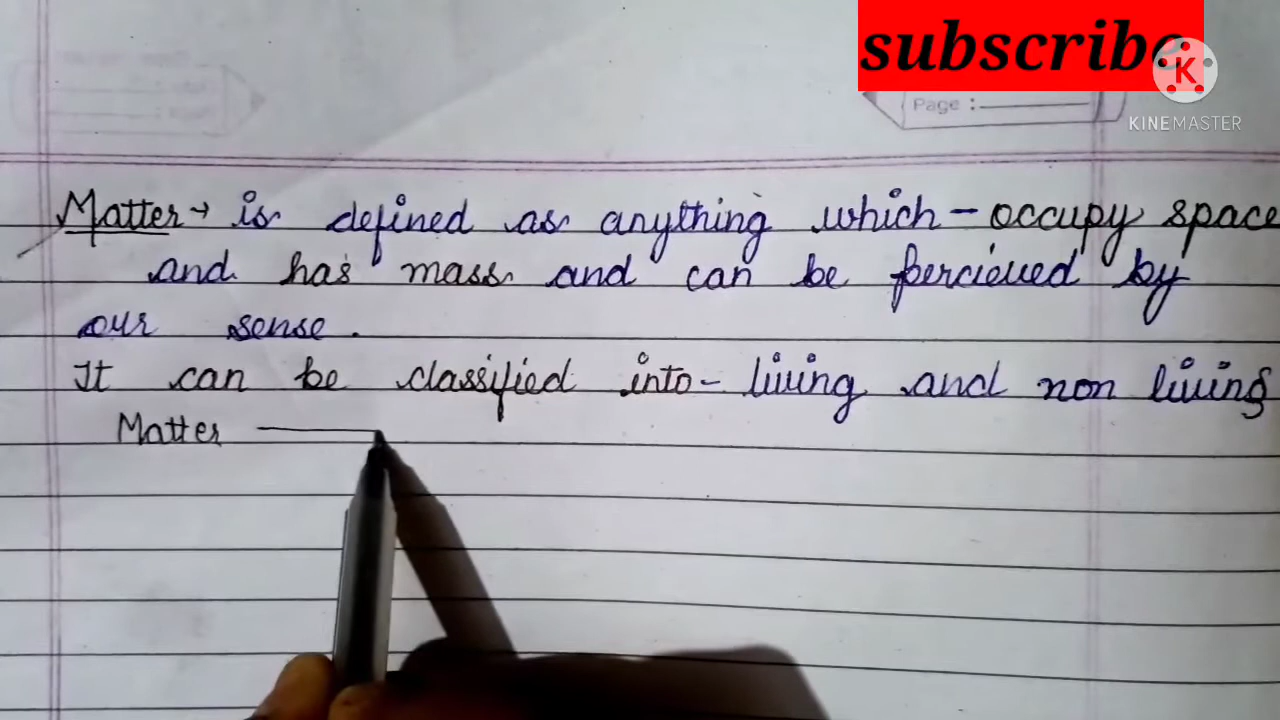 subscribe
KINEMASTER
Page :
Matter → is defined as anything which - occupy space
and has mass and can be percieved by
our sense.
It can be classified into - living and non living
Matter